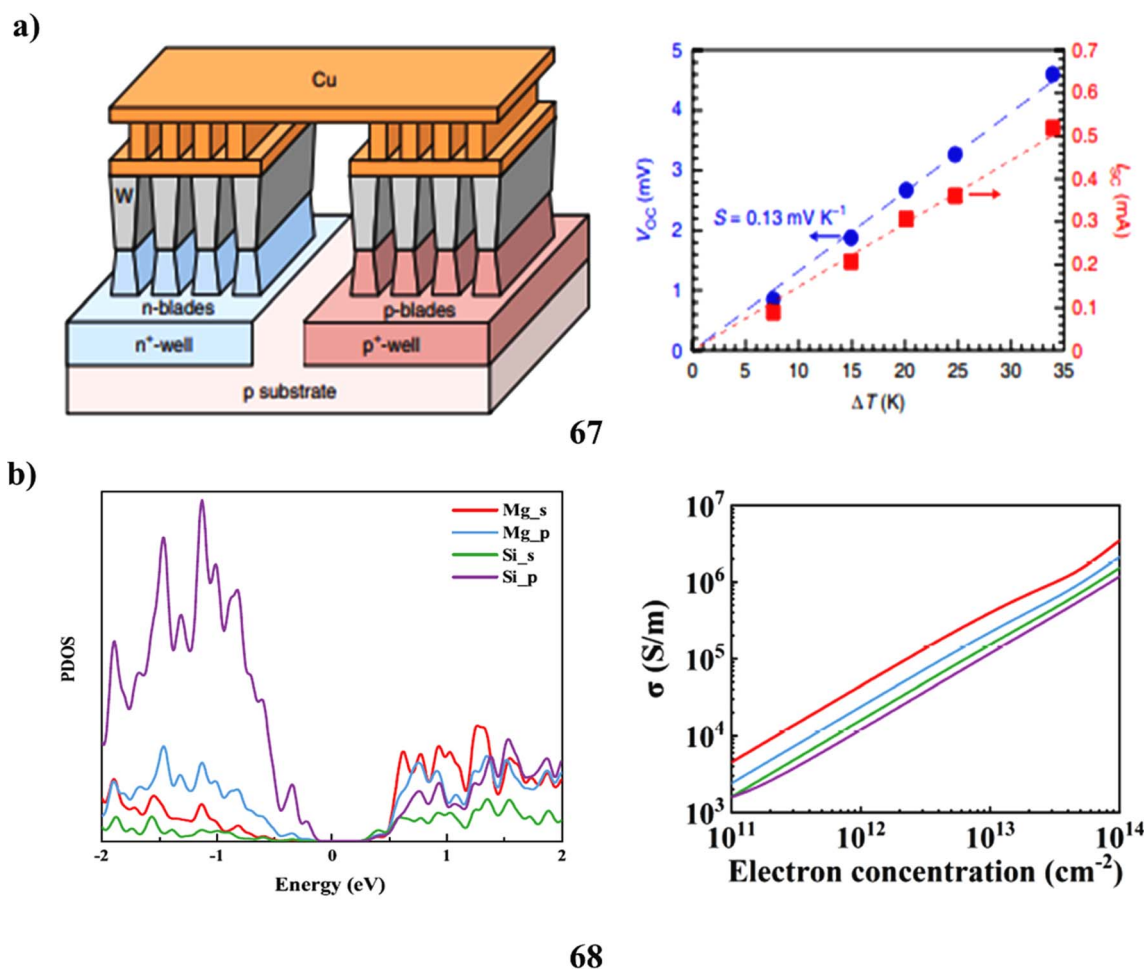 a)
Cu
W
n-blades
p-blades
n⁺-well
p⁺-well
p substrate
5
4
3
2
1
0
V_OC (mV)
S = 0.13 mV K⁻¹
0.7
0.6
0.5
0.4
0.3
0.2
0.1
0
I_SC (mA)
0 5 10 15 20 25 30 35
ΔT (K)
67
b)
PDOS
Mg_s
Mg_p
Si_s
Si_p
-2 -1 0 1 2
Energy (eV)
σ (S/m)
10⁷
10⁶
10⁵
10⁴
10³
10¹¹ 10¹² 10¹³ 10¹⁴
Electron concentration (cm⁻²)
68